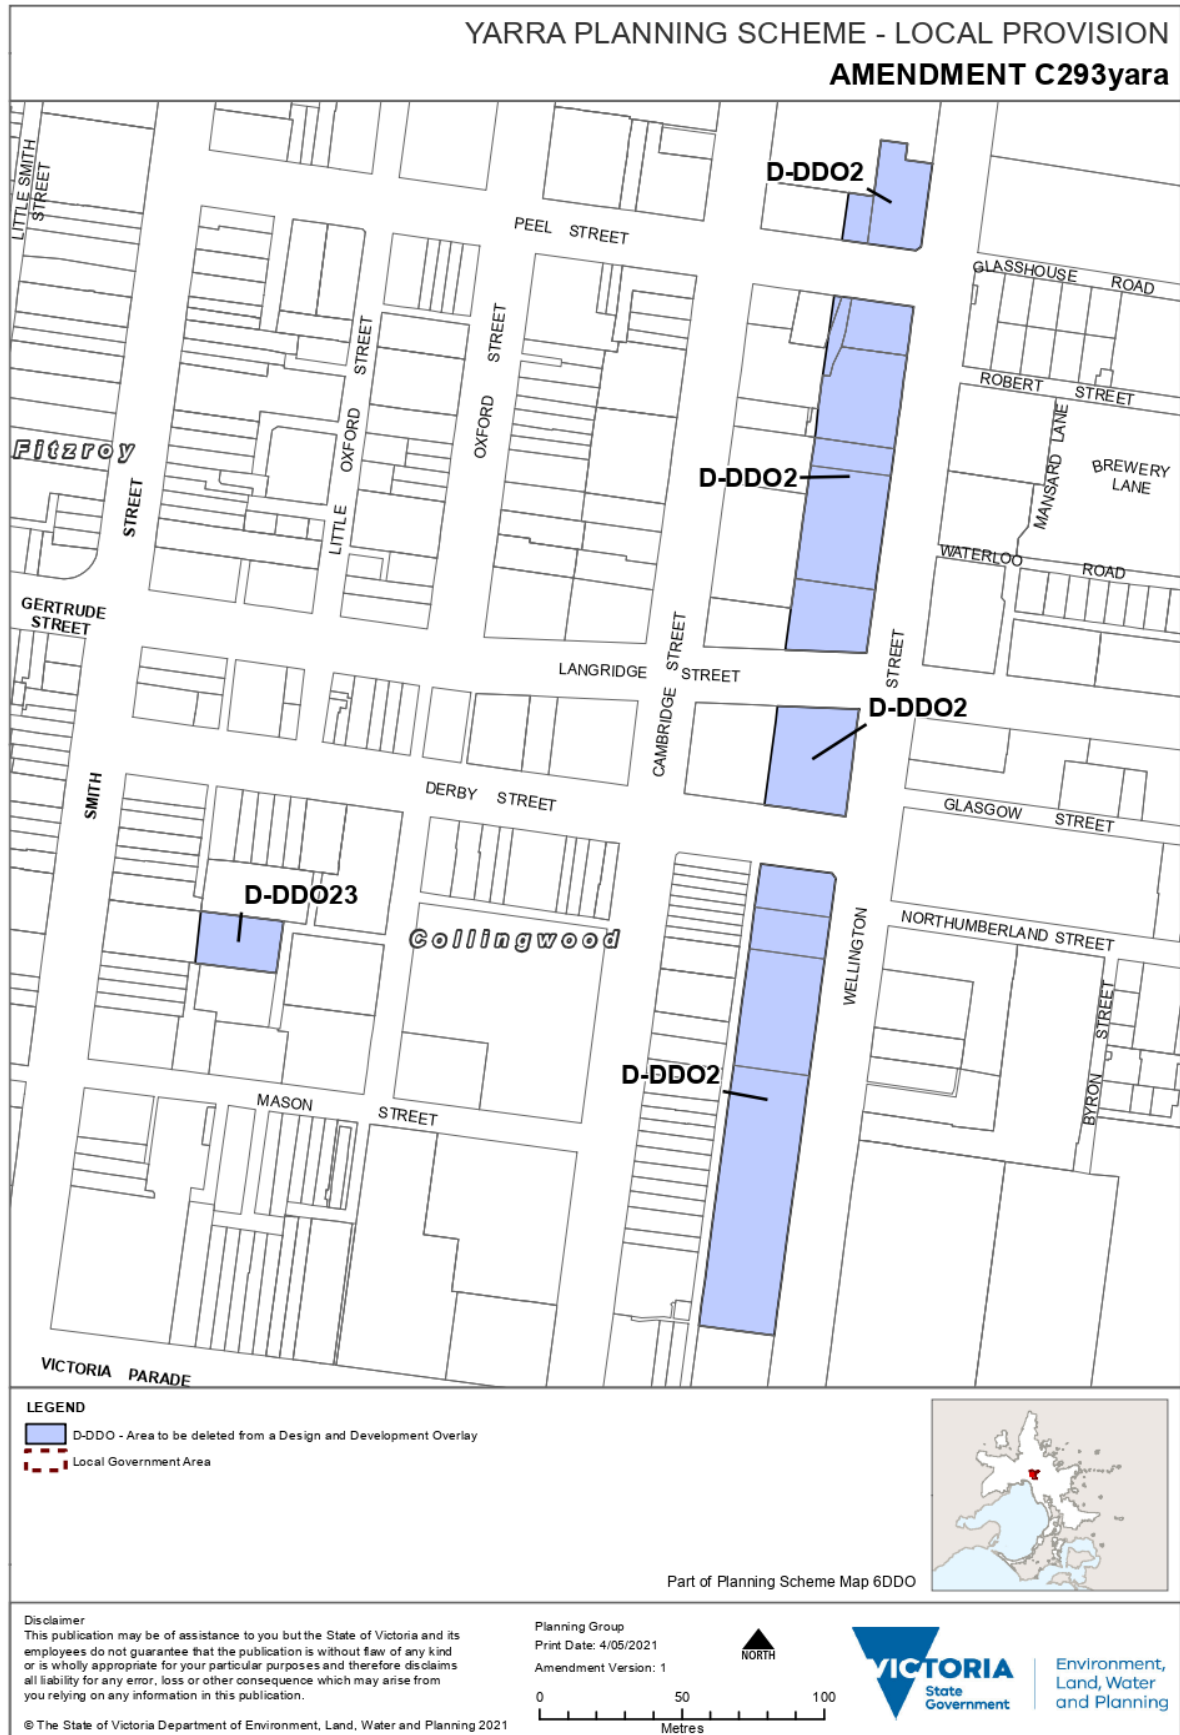 YARRA PLANNING SCHEME - LOCAL PROVISION
AMENDMENT C293yara
LITTLE SMITH
STREET
D-DDO2
PEEL STREET
GLASSHOUSE ROAD
ROBERT STREET
MANSARD LANE
BREWERY
LANE
Fitzroy
STREET
LITTLE OXFORD STREET
OXFORD STREET
D-DDO2
WATERLOO ROAD
GERTRUDE
STREET
LANGRIDGE STREET
CAMBRIDGE STREET
STREET
D-DDO2
SMITH
DERBY STREET
GLASGOW STREET
D-DDO23
Collingwood
WELLINGTON
NORTHUMBERLAND STREET
BYRON STREET
D-DDO2
MASON STREET
VICTORIA PARADE
LEGEND
D-DDO - Area to be deleted from a Design and Development Overlay
Local Government Area
Part of Planning Scheme Map 6DDO
Disclaimer
This publication may be of assistance to you but the State of Victoria and its
employees do not guarantee that the publication is without flaw of any kind
or is wholly appropriate for your particular purposes and therefore disclaims
all liability for any error, loss or other consequence which may arise from
you relying on any information in this publication.
© The State of Victoria Department of Environment, Land, Water and Planning 2021
Planning Group
Print Date: 4/05/2021
Amendment Version: 1
NORTH
0 50 100
Metres
VICTORIA
State
Government
Environment,
Land, Water
and Planning